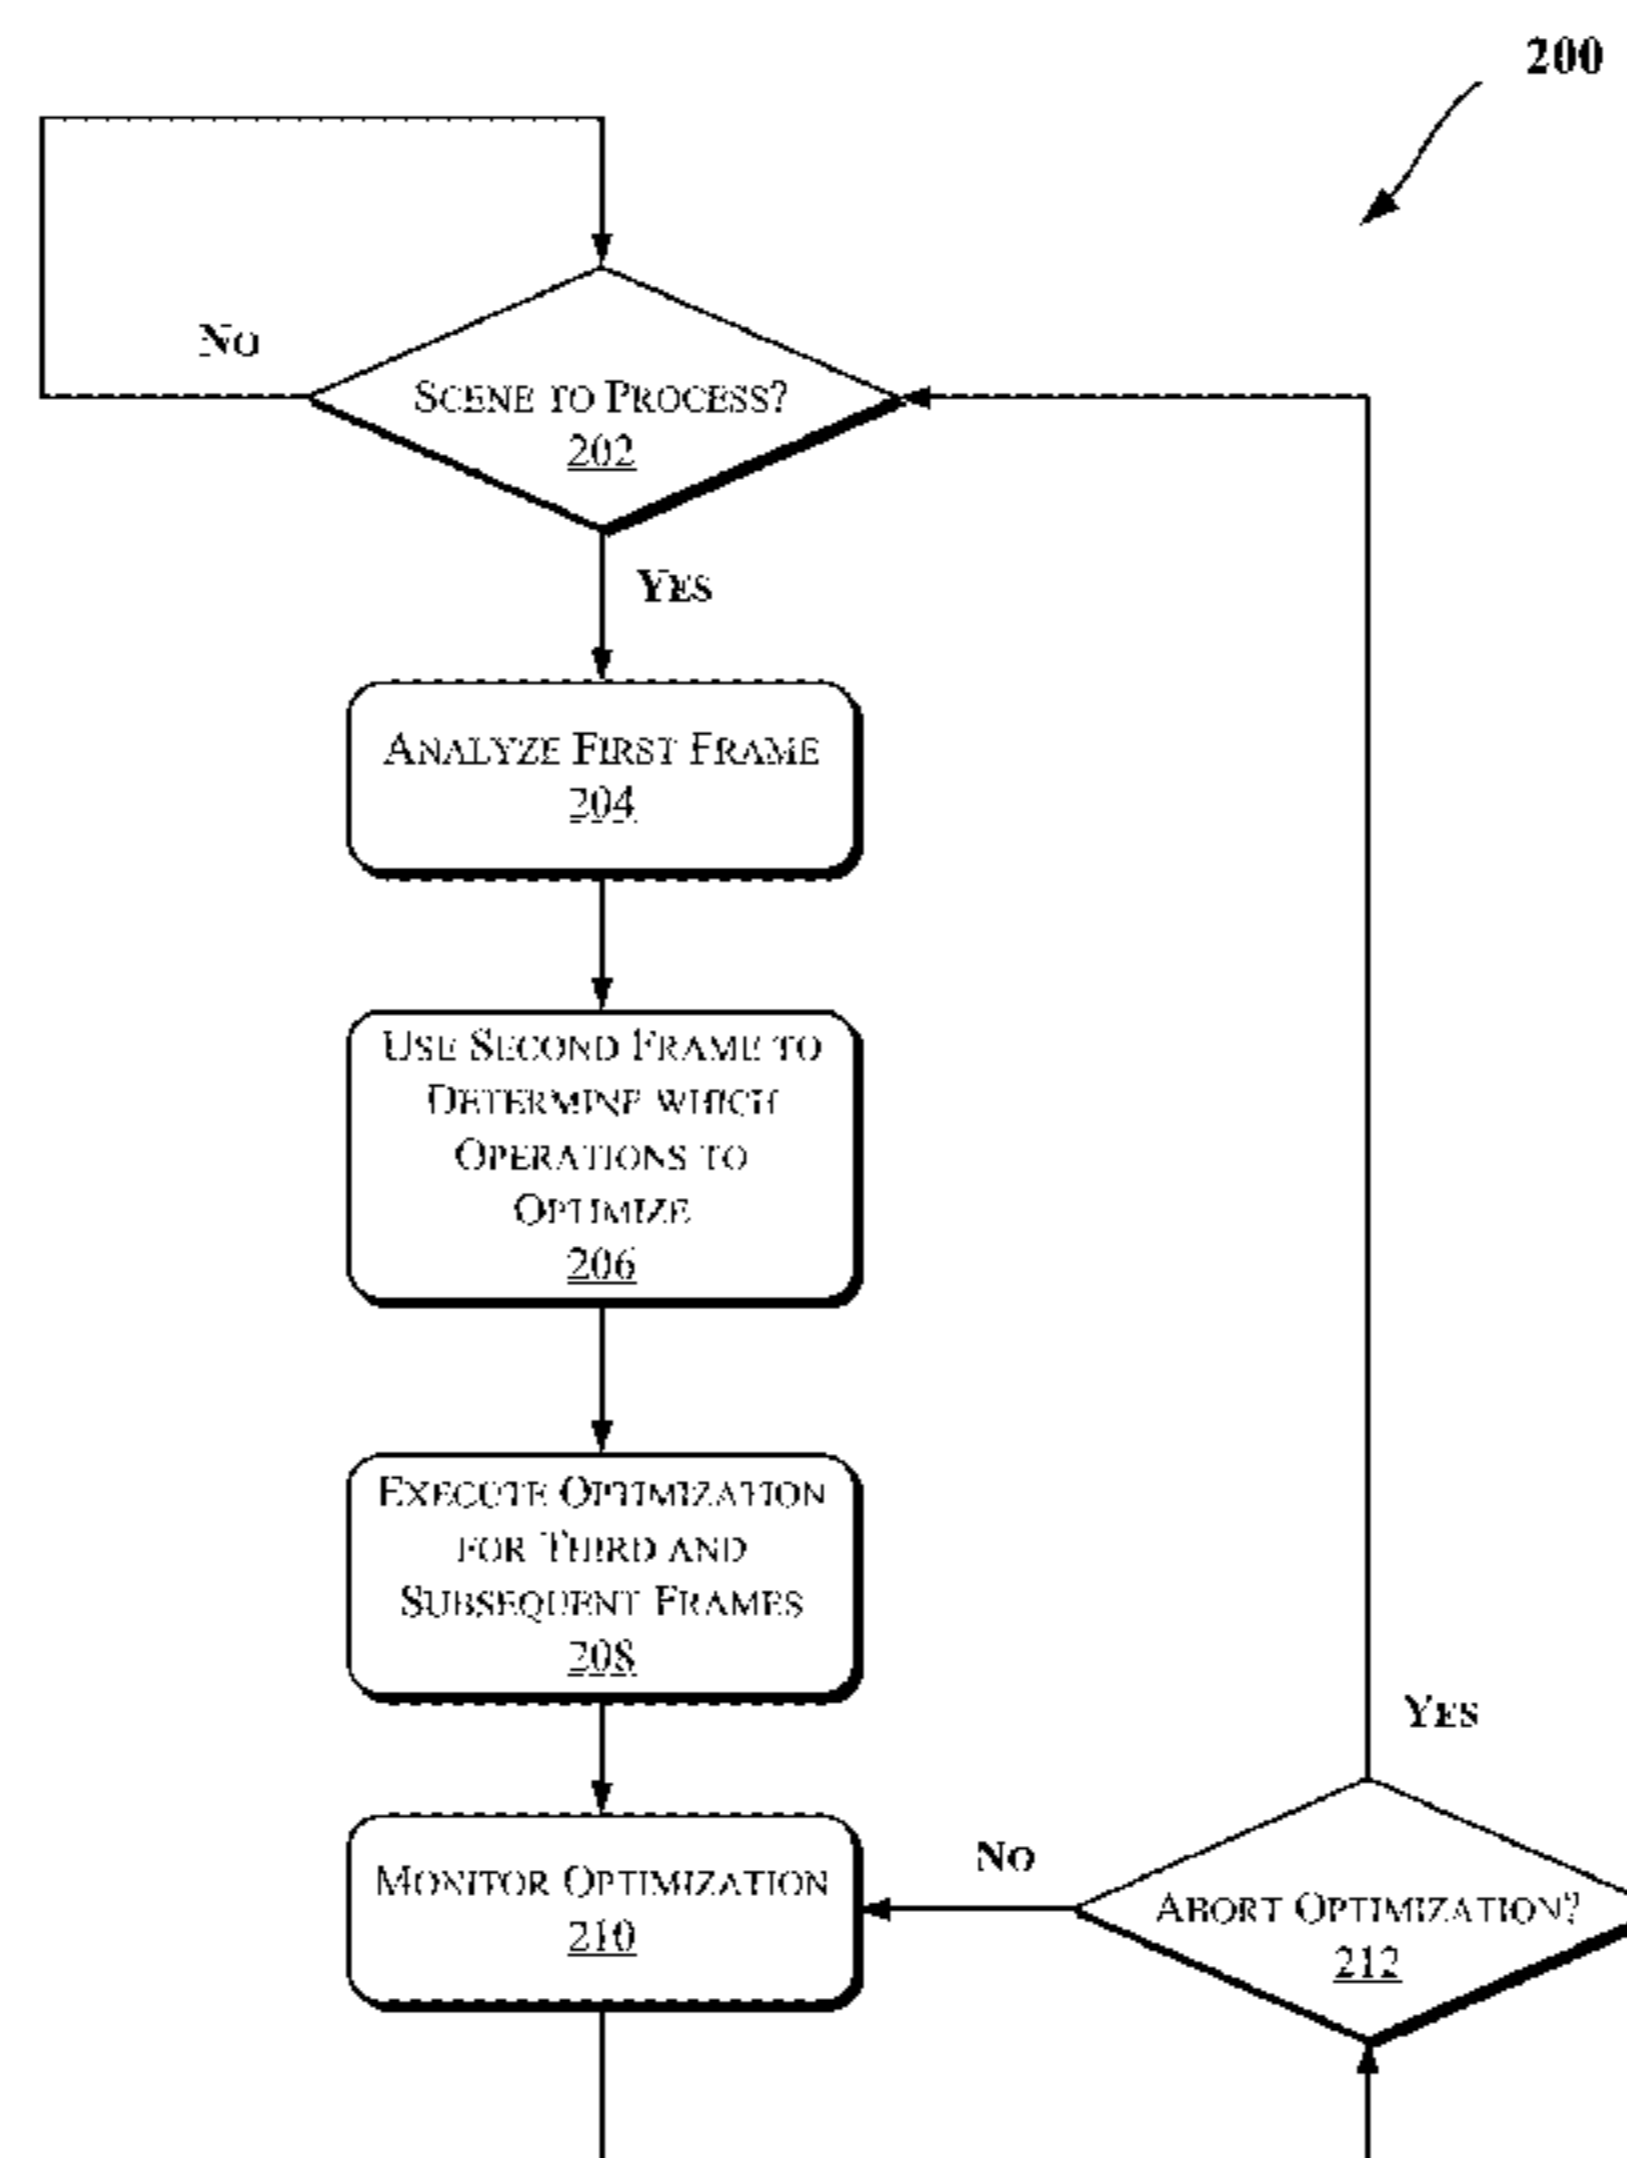 200
No
Scene to Process?
202
Yes
Analyze First Frame
204
Use Second Frame to
Determine which
Operations to
Optimize
206
Execute Optimization
for Third and
Subsequent Frames
208
Yes
No
Monitor Optimization
210
Abort Optimization?
212